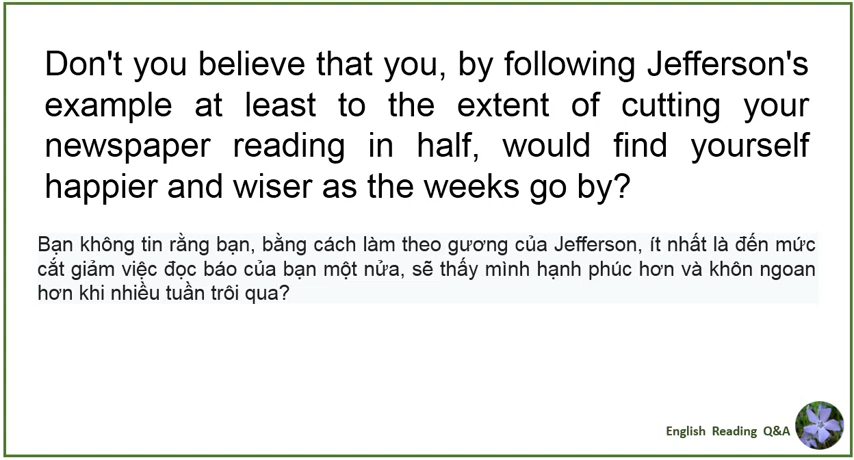 Don't you believe that you, by following Jefferson's
example at least to the extent of cutting your
newspaper reading in half, would find yourself
happier and wiser as the weeks go by?
Bạn không tin rằng bạn, bằng cách làm theo gương của Jefferson, ít nhất là đến mức
cắt giảm việc đọc báo của bạn một nửa, sẽ thấy mình hạnh phúc hơn và khôn ngoan
hơn khi nhiều tuần trôi qua?
English Reading Q&A